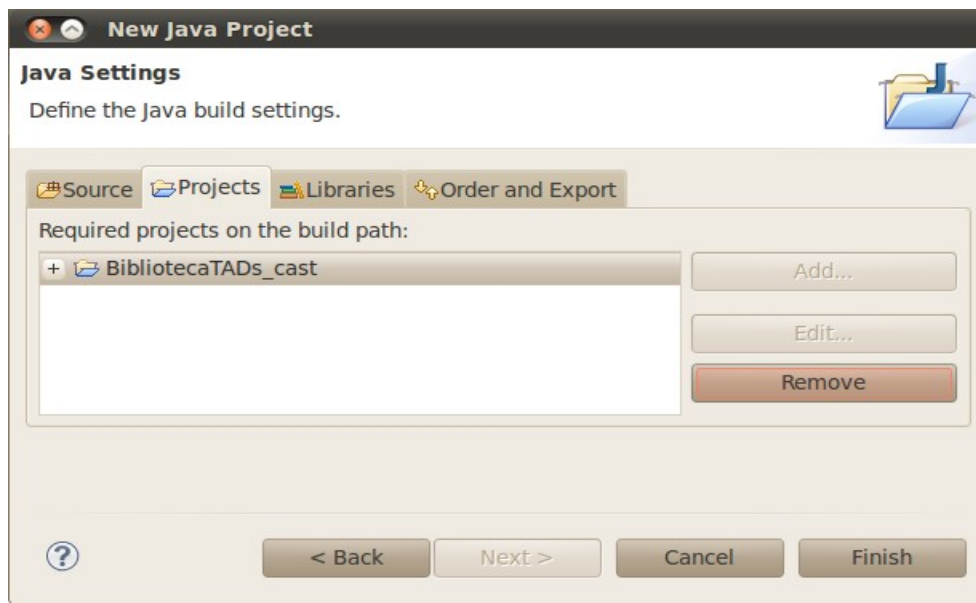 New Java Project
Java Settings
Define the Java build settings.
Source Projects Libraries Order and Export
Required projects on the build path:
BibliotecaTADs_cast
Add...
Edit...
Remove
? < Back Next > Cancel Finish